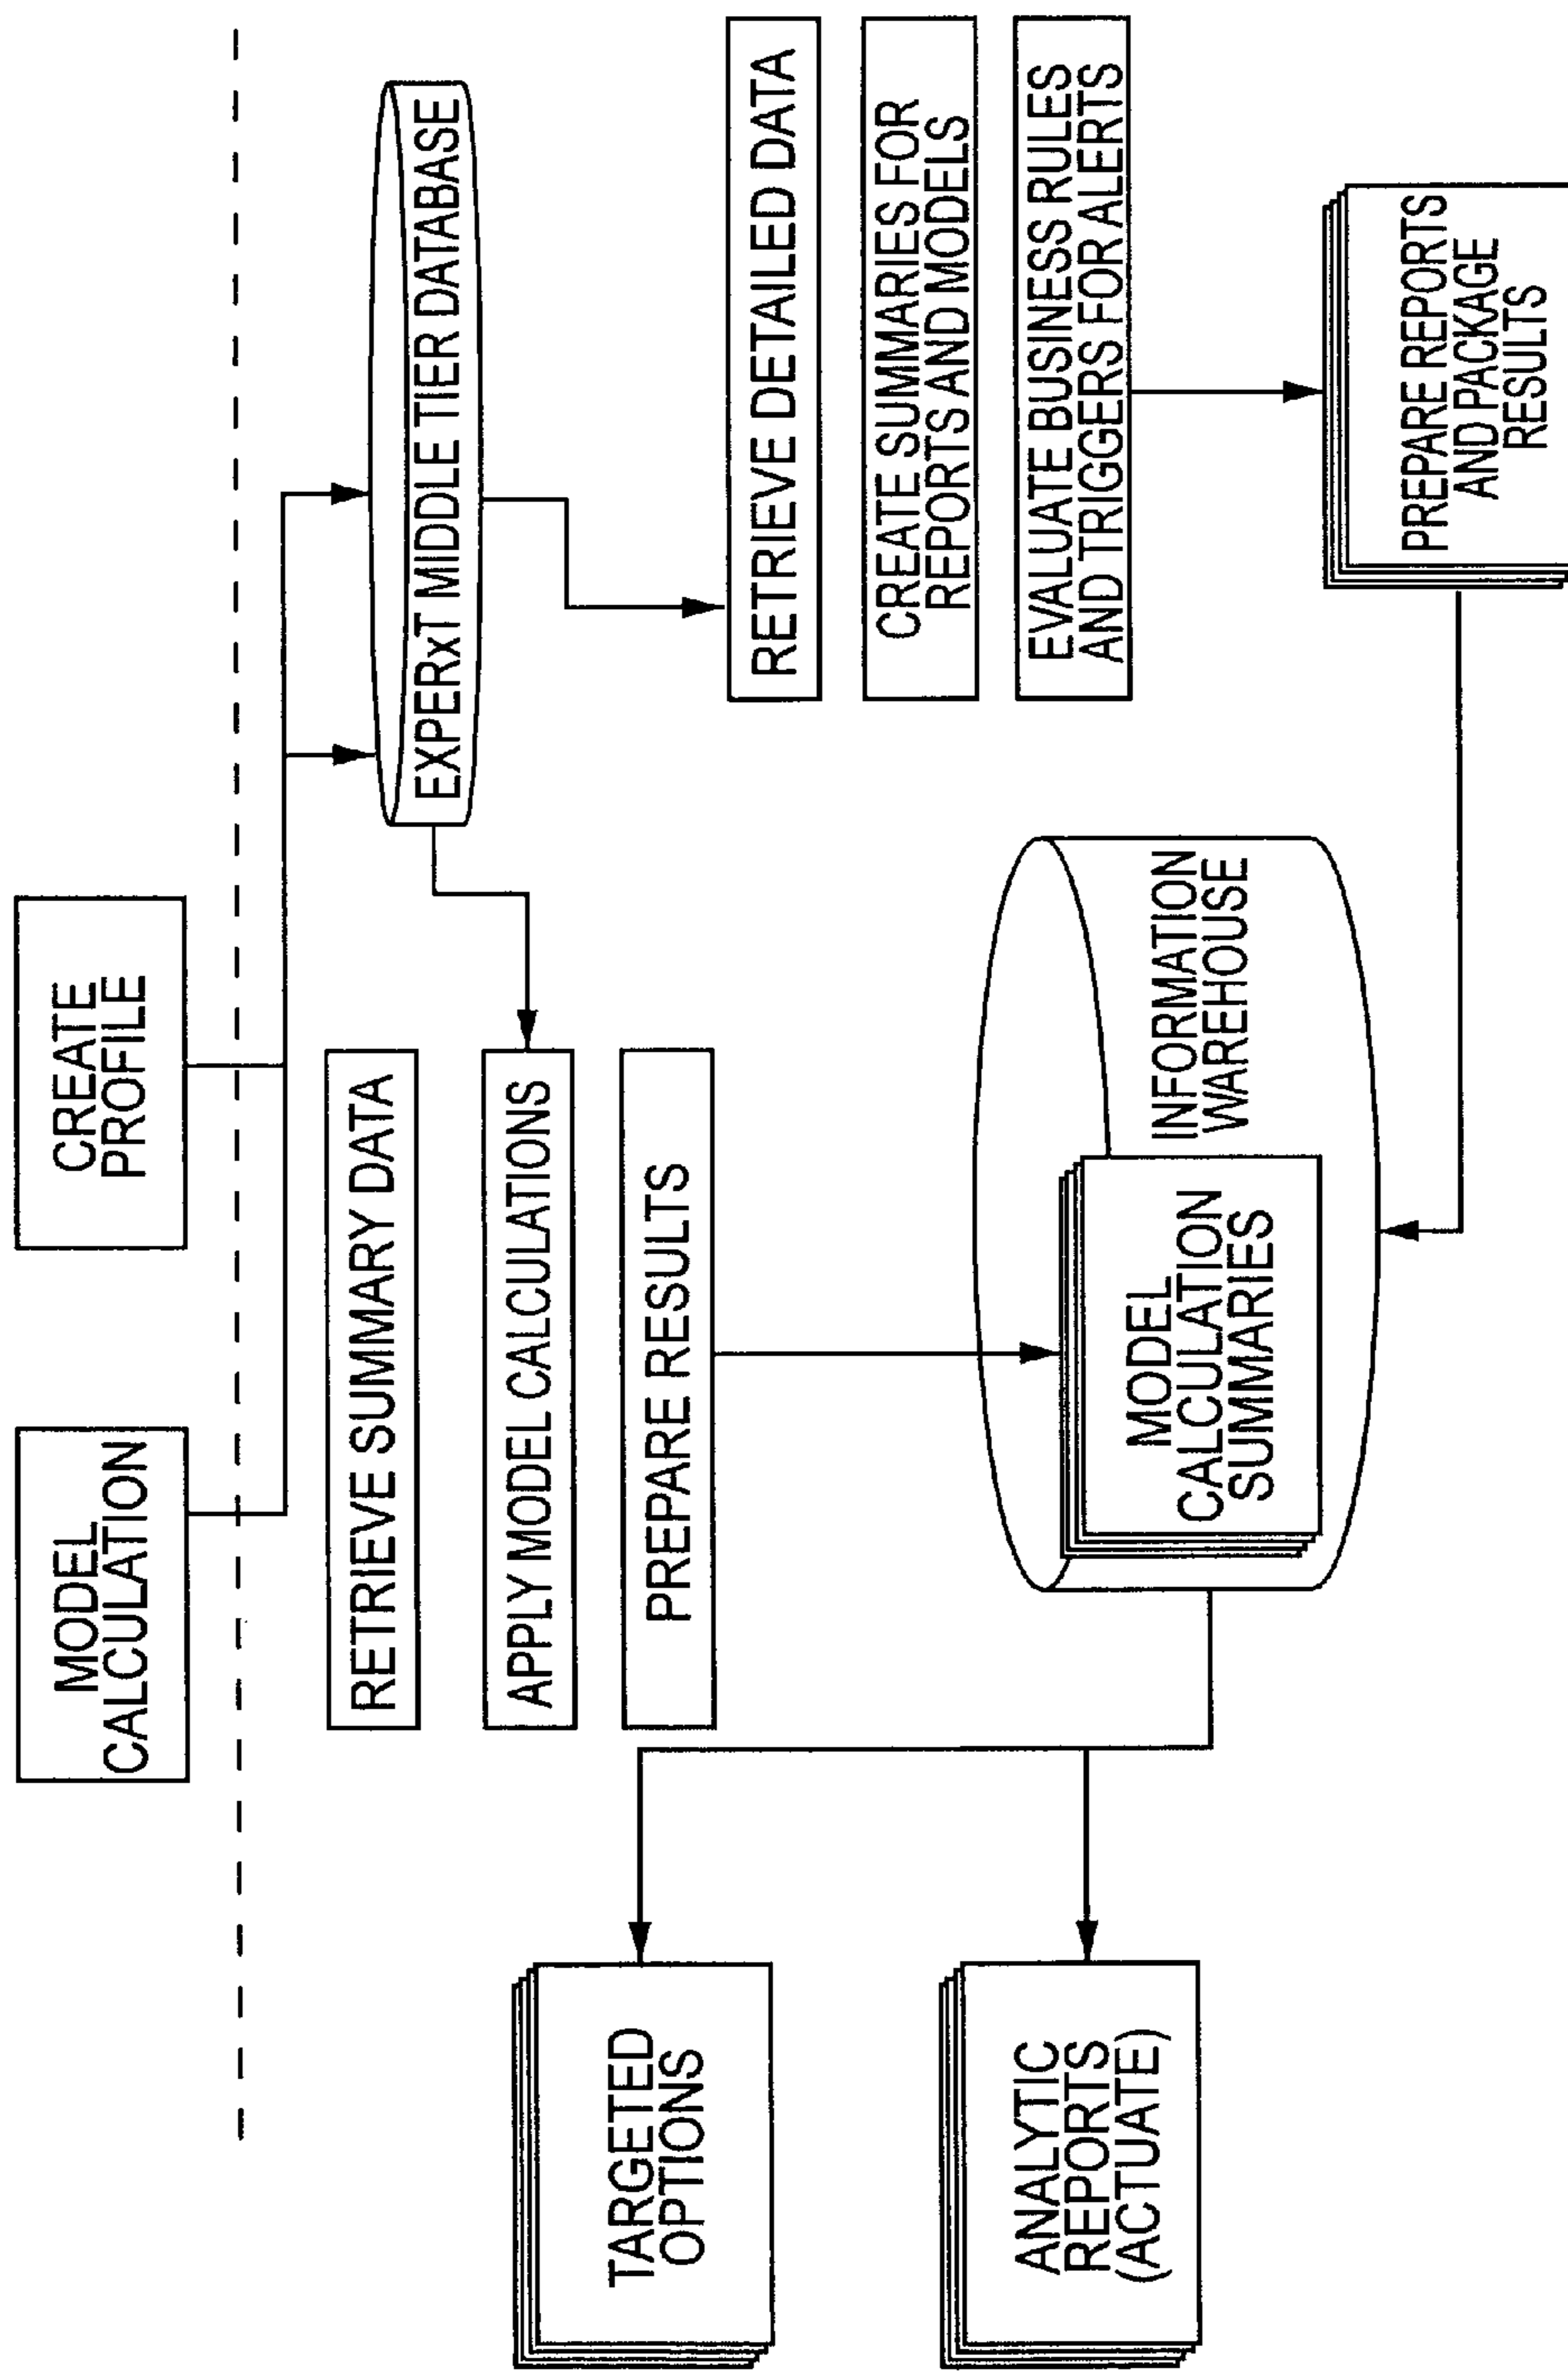 MODEL
CALCULATION
CREATE
PROFILE
EXPERxT MIDDLE TIER DATABASE
RETRIEVE SUMMARY DATA
APPLY MODEL CALCULATIONS
PREPARE RESULTS
RETRIEVE DETAILED DATA
CREATE SUMMARIES FOR
REPORTS AND MODELS
EVALUATE BUSINESS RULES
AND TRIGGERS FOR ALERTS
PREPARE REPORTS
AND PACKAGE
RESULTS
INFORMATION
WAREHOUSE
MODEL
CALCULATION
SUMMARIES
TARGETED
OPTIONS
ANALYTIC
REPORTS
(ACTUATE)